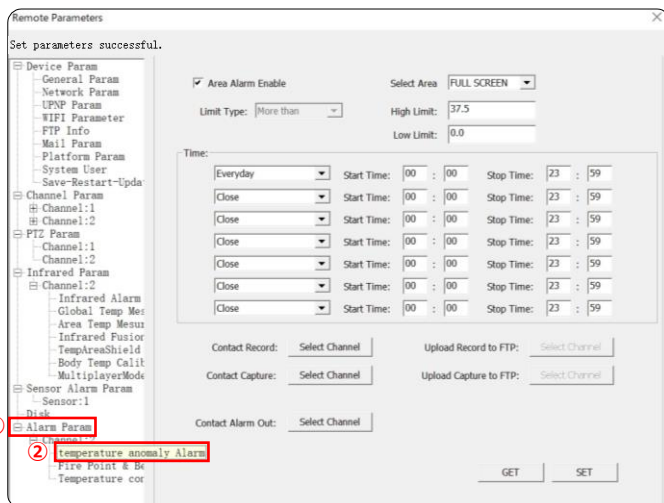 Remote Parameters
Set parameters successful.
Device Param
General Param
Network Param
UPNP Param
WIFI Parameter
FTP Info
Mail Param
Platform Param
System User
Save-Restart-Upda
Channel Param
Channel:1
Channel:2
PTZ Param
Channel:1
Channel:2
Infrared Param
Channel:2
Infrared Alarm
Global Temp Mes
Area Temp Mesur
Infrared Fusion
TempAreaShield
Body Temp Calib
MultiplayerMode
Sensor Alarm Param
Sensor:1
Disk
Alarm Param
Channel:2
② temperature anomaly Alarm
Fire Point & Be
Temperature cor
Area Alarm Enable Select Area FULL SCREEN
Limit Type: More than High Limit: 37.5
Low Limit: 0.0
Time:
Everyday Start Time: 00 : 00 Stop Time: 23 : 59
Close Start Time: 00 : 00 Stop Time: 23 : 59
Close Start Time: 00 : 00 Stop Time: 23 : 59
Close Start Time: 00 : 00 Stop Time: 23 : 59
Close Start Time: 00 : 00 Stop Time: 23 : 59
Close Start Time: 00 : 00 Stop Time: 23 : 59
Close Start Time: 00 : 00 Stop Time: 23 : 59
Contact Record: Select Channel Upload Record to FTP: Select Channel
Contact Capture: Select Channel Upload Capture to FTP: Select Channel
Contact Alarm Out: Select Channel
GET SET